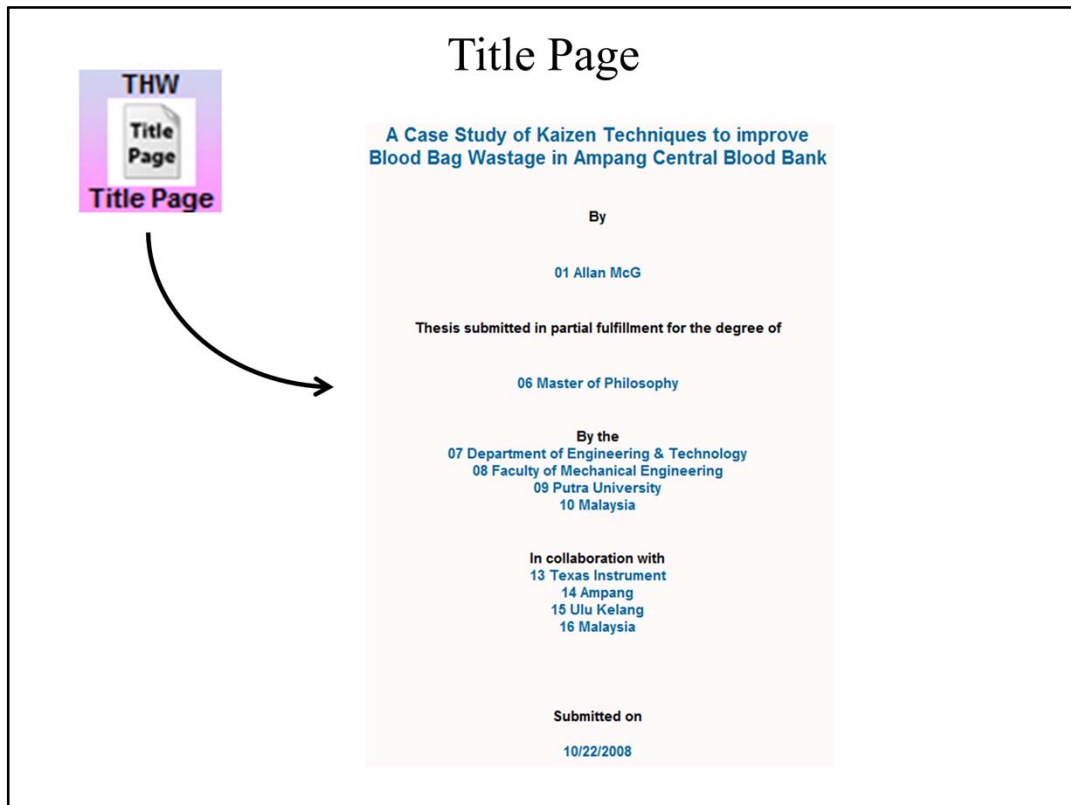 Title Page
THW
Title
Page
Title Page
A Case Study of Kaizen Techniques to improve
Blood Bag Wastage in Ampang Central Blood Bank
By
01 Allan McG
Thesis submitted in partial fulfillment for the degree of
06 Master of Philosophy
By the
07 Department of Engineering & Technology
08 Faculty of Mechanical Engineering
09 Putra University
10 Malaysia
In collaboration with
13 Texas Instrument
14 Ampang
15 Ulu Kelang
16 Malaysia
Submitted on
10/22/2008